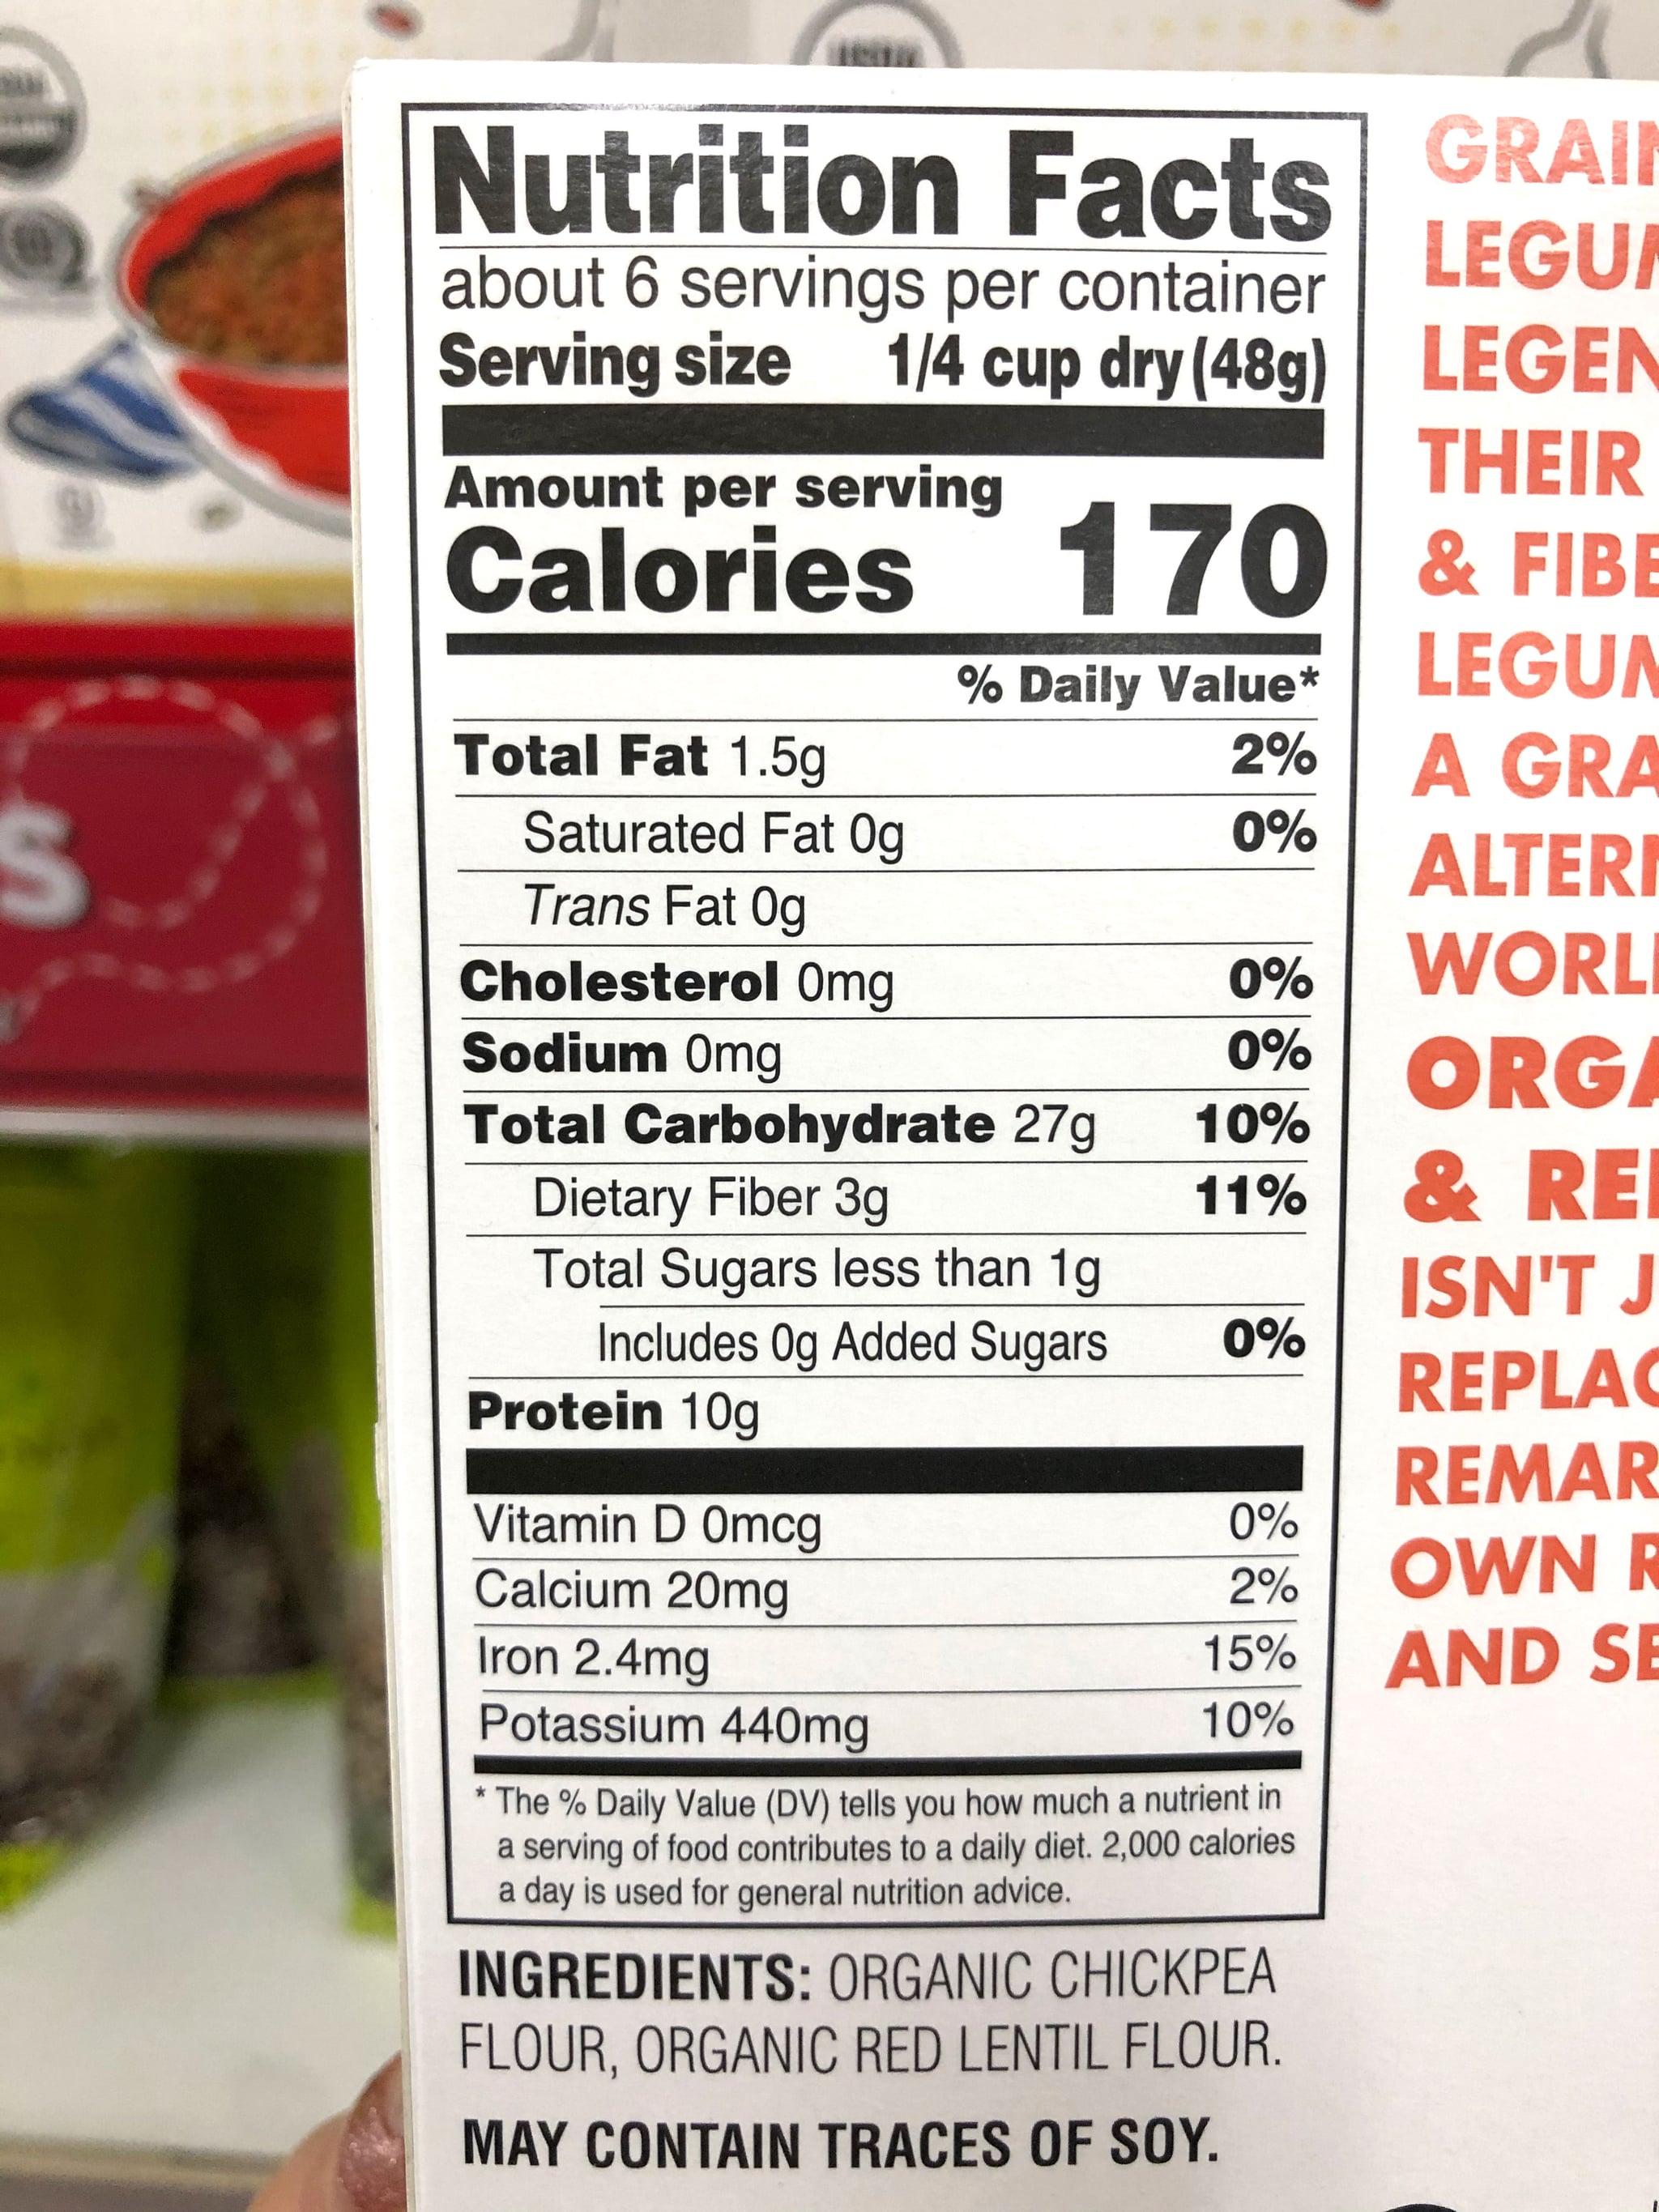 Nutrition Facts
about 6 servings per container
Serving size 1/4 cup dry (48g)
Amount per serving
Calories 170
% Daily Value*
Total Fat 1.5g 2%
Saturated Fat 0g 0%
Trans Fat 0g
Cholesterol 0mg 0%
Sodium 0mg 0%
Total Carbohydrate 27g 10%
Dietary Fiber 3g 11%
Total Sugars less than 1g
Includes 0g Added Sugars 0%
Protein 10g
Vitamin D 0mcg 0%
Calcium 20mg 2%
Iron 2.4mg 15%
Potassium 440mg 10%
* The % Daily Value (DV) tells you how much a nutrient in
a serving of food contributes to a daily diet. 2,000 calories
a day is used for general nutrition advice.
INGREDIENTS: ORGANIC CHICKPEA
FLOUR, ORGANIC RED LENTIL FLOUR.
MAY CONTAIN TRACES OF SOY.
THEIR
&
A
&
ISN'T
OWN
AND